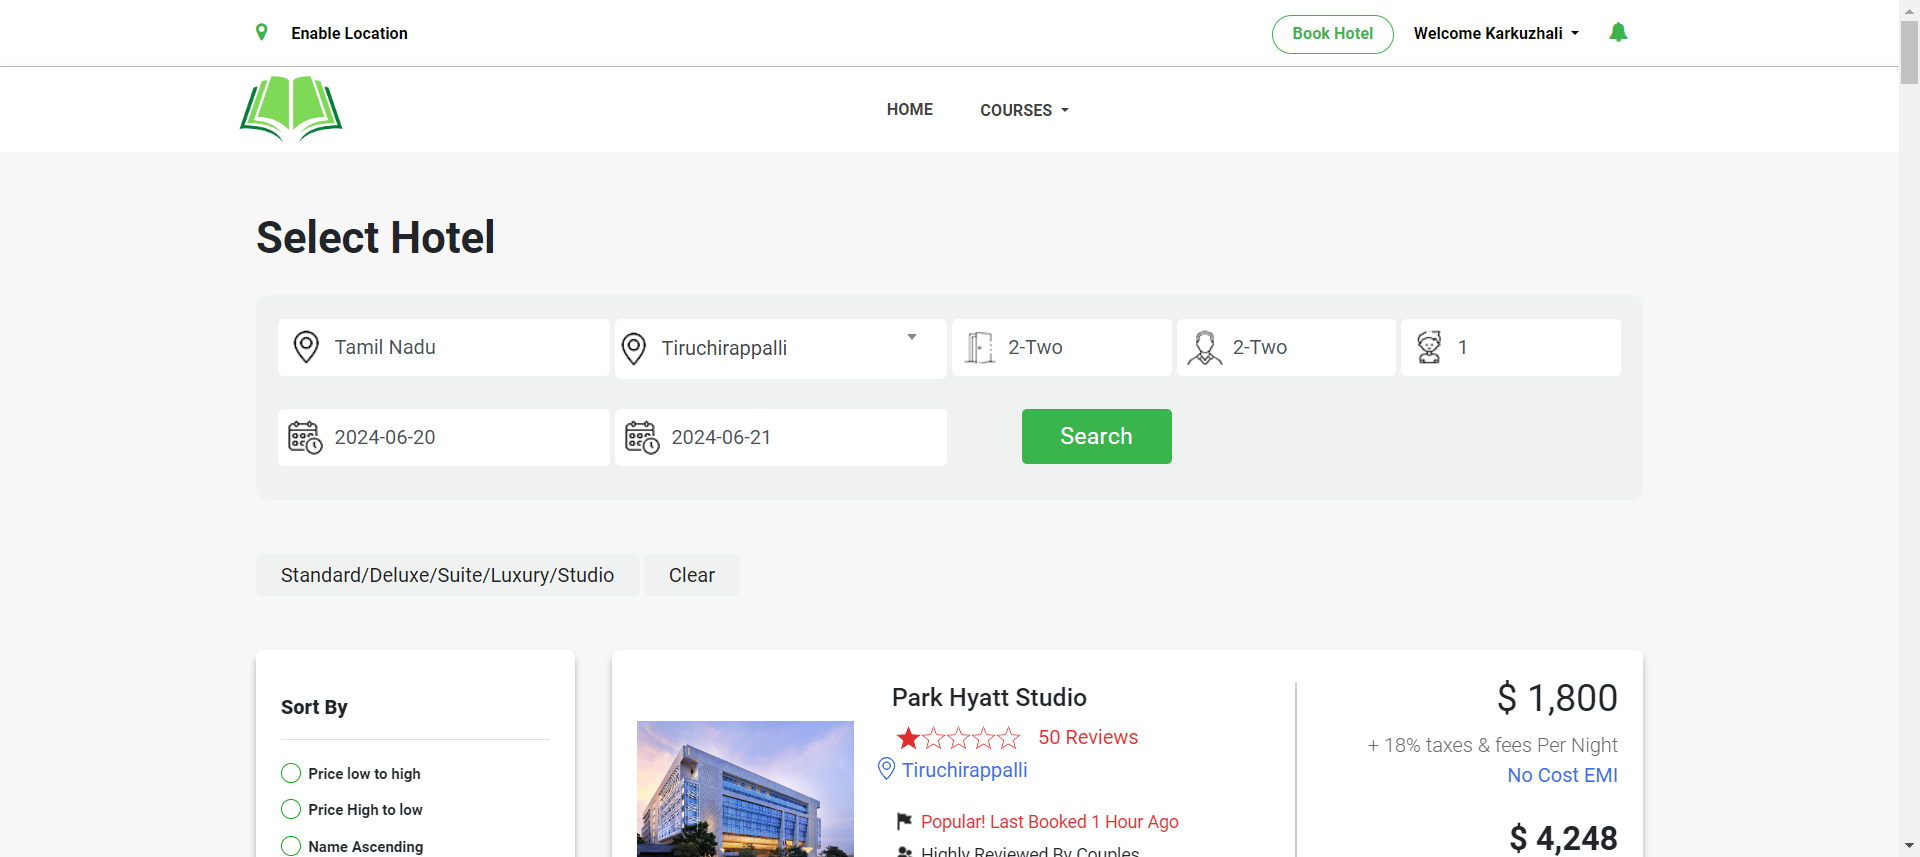 Enable Location
Book Hotel
Welcome Karkuzhali
HOME
COURSES
Select Hotel
Tamil Nadu
Tiruchirappalli
2-Two
2-Two
1
2024-06-20
2024-06-21
Search
Standard/Deluxe/Suite/Luxury/Studio
Clear
Sort By
Price low to high
Price High to low
Name Ascending
Park Hyatt Studio
50 Reviews
Tiruchirappalli
Popular! Last Booked 1 Hour Ago
Highly Reviewed By Couples
$ 1,800
+ 18% taxes & fees Per Night
No Cost EMI
$ 4,248